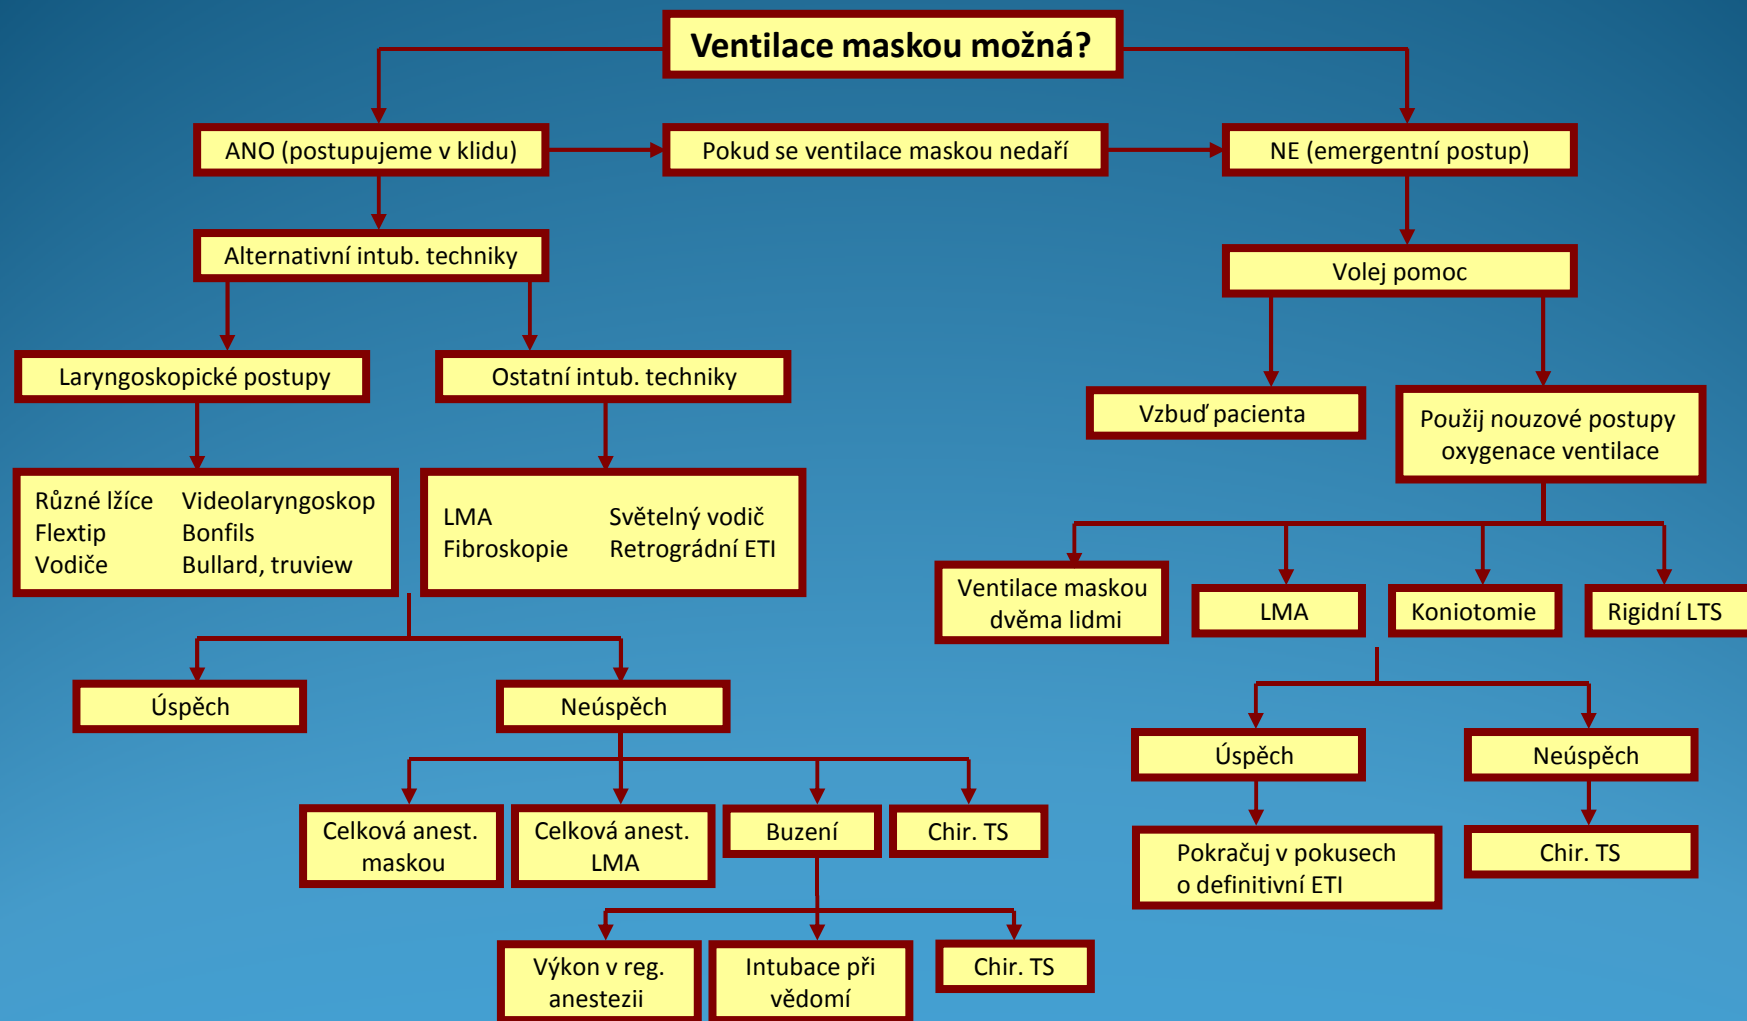 Ventilace maskou možná?
ANO (postupujeme v klidu)
Pokud se ventilace maskou nedaří
NE (emergentní postup)
Alternativní intub. techniky
Volej pomoc
Laryngoskopické postupy
Ostatní intub. techniky
Vzbuď pacienta
Použij nouzové postupy
oxygenace ventilace
Různé lžíce Videolaryngoskop
Flextip Bonfils
Vodiče Bullard, truview
LMA Světelný vodič
Fibroskopie Retrográdní ETI
Ventilace maskou
dvěma lidmi
LMA
Koniotomie
Rigidní LTS
Úspěch
Neúspěch
Úspěch
Neúspěch
Celková anest.
maskou
Celková anest.
LMA
Buzení
Chir. TS
Pokračuj v pokusech
o definitivní ETI
Chir. TS
Výkon v reg.
anestezii
Intubace při
vědomí
Chir. TS